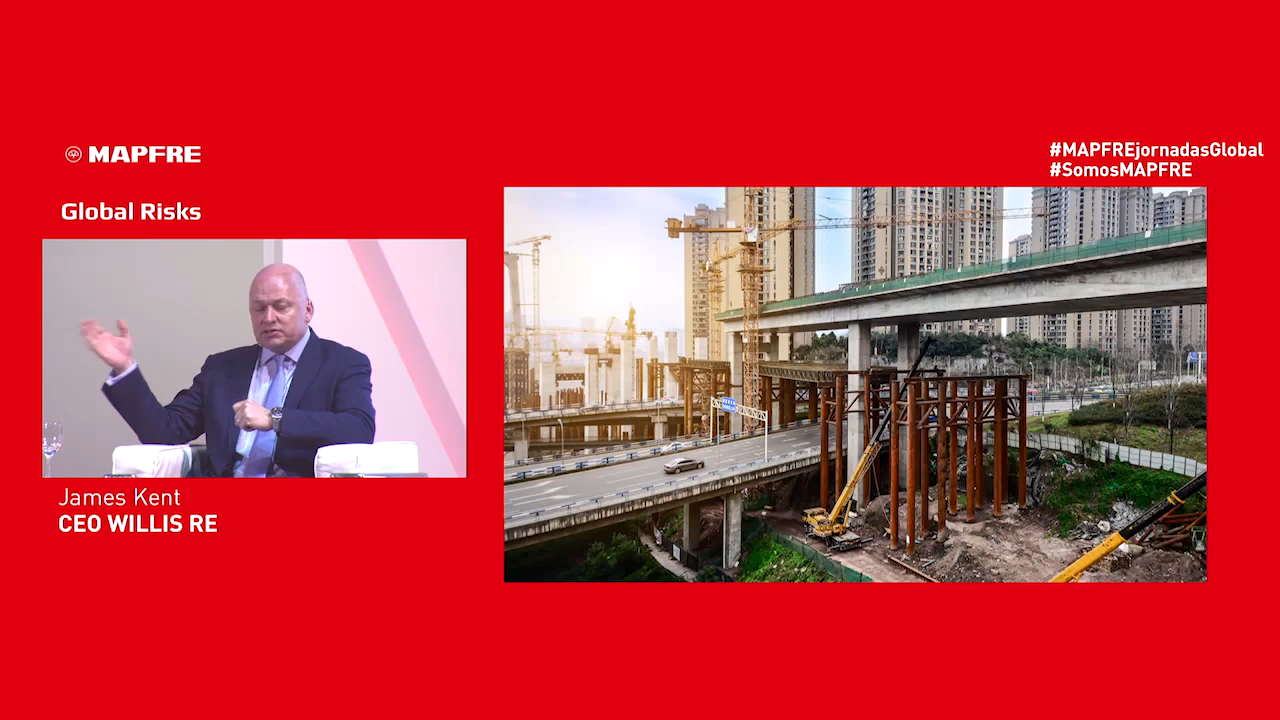 MAPFRE
#MAPFREjornadasGlobal
#SomosMAPFRE
Global Risks
James Kent
CEO WILLIS RE